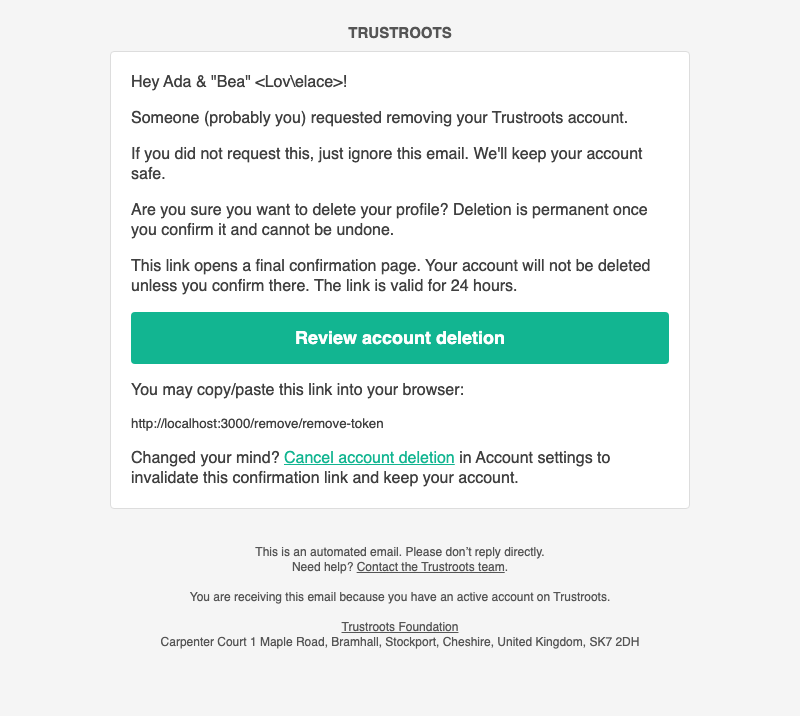 TRUSTROOTS
Hey Ada & "Bea" <Lov\elace>!
Someone (probably you) requested removing your Trustroots account.
If you did not request this, just ignore this email. We'll keep your account
safe.
Are you sure you want to delete your profile? Deletion is permanent once
you confirm it and cannot be undone.
This link opens a final confirmation page. Your account will not be deleted
unless you confirm there. The link is valid for 24 hours.
Review account deletion
You may copy/paste this link into your browser:
http://localhost:3000/remove/remove-token
Changed your mind? Cancel account deletion in Account settings to
invalidate this confirmation link and keep your account.
This is an automated email. Please don’t reply directly.
Need help? Contact the Trustroots team.
You are receiving this email because you have an active account on Trustroots.
Trustroots Foundation
Carpenter Court 1 Maple Road, Bramhall, Stockport, Cheshire, United Kingdom, SK7 2DH